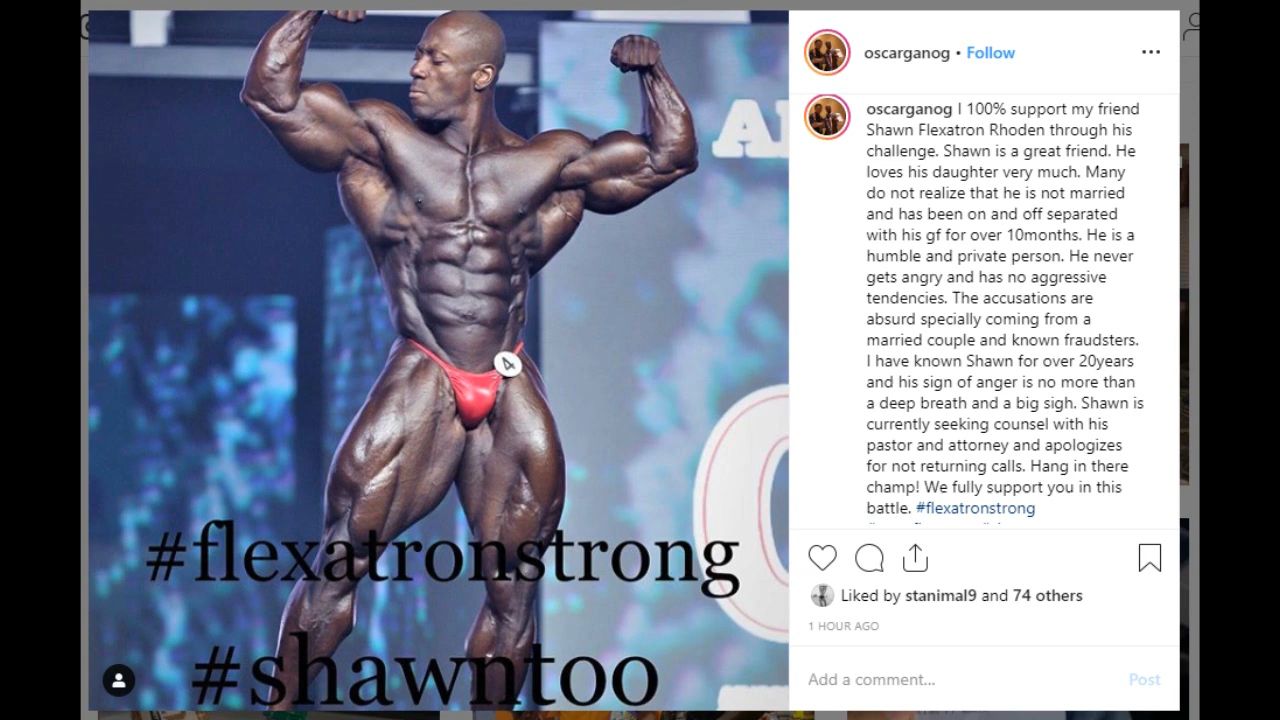 oscarganog • Follow
oscarganog I 100% support my friend
Shawn Flexatron Rhoden through his
challenge. Shawn is a great friend. He
loves his daughter very much. Many
do not realize that he is not married
and has been on and off separated
with his gf for over 10months. He is a
humble and private person. He never
gets angry and has no aggressive
tendencies. The accusations are
absurd specially coming from a
married couple and known fraudsters.
I have known Shawn for over 20years
and his sign of anger is no more than
a deep breath and a big sigh. Shawn is
currently seeking counsel with his
pastor and attorney and apologizes
for not returning calls. Hang in there
champ! We fully support you in this
battle. #flexatronstrong
Liked by stanimal9 and 74 others
1 HOUR AGO
Add a comment... Post
4
#flexatronstrong
#shawntoo